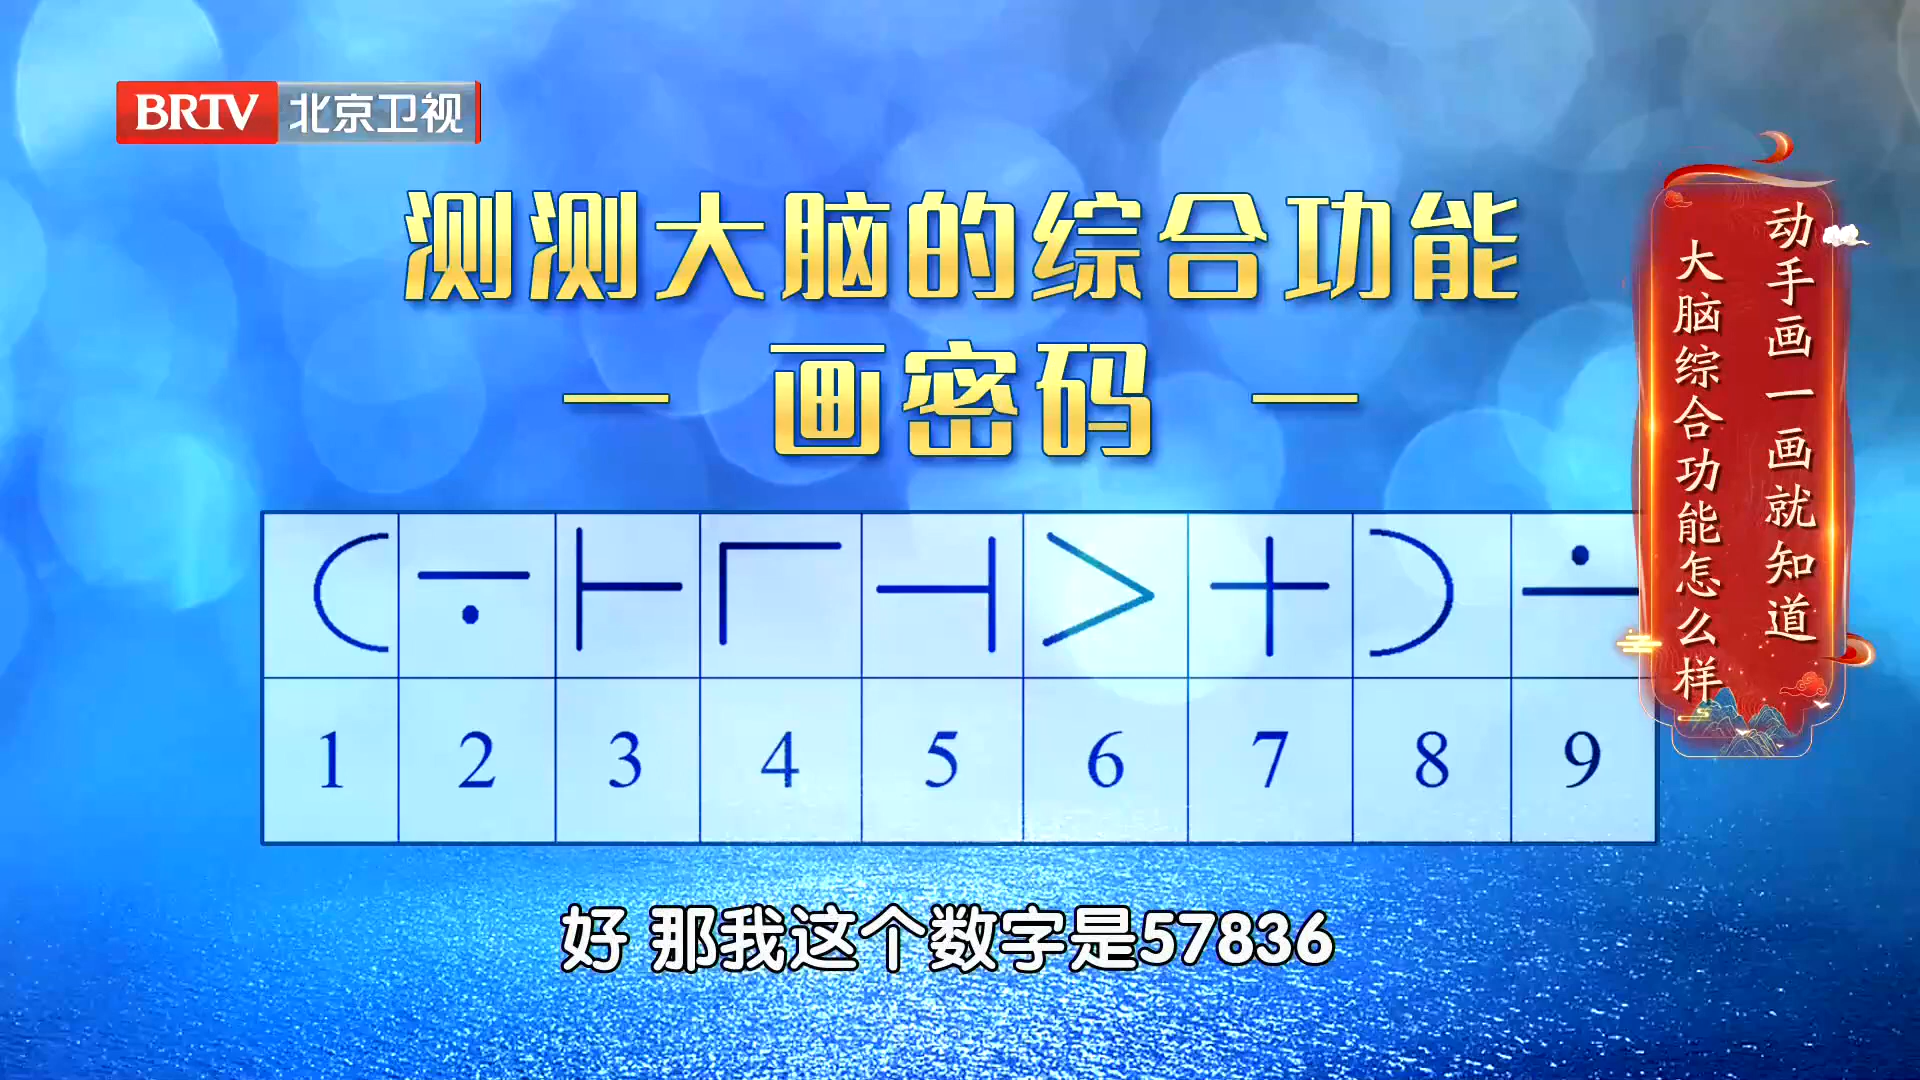 BRTV 北京卫视
测测大脑的综合功能
— 画密码 —
动手画一画就知道
大脑综合功能怎么样
1 2 3 4 5 6 7 8 9
好 那我这个数字是57836